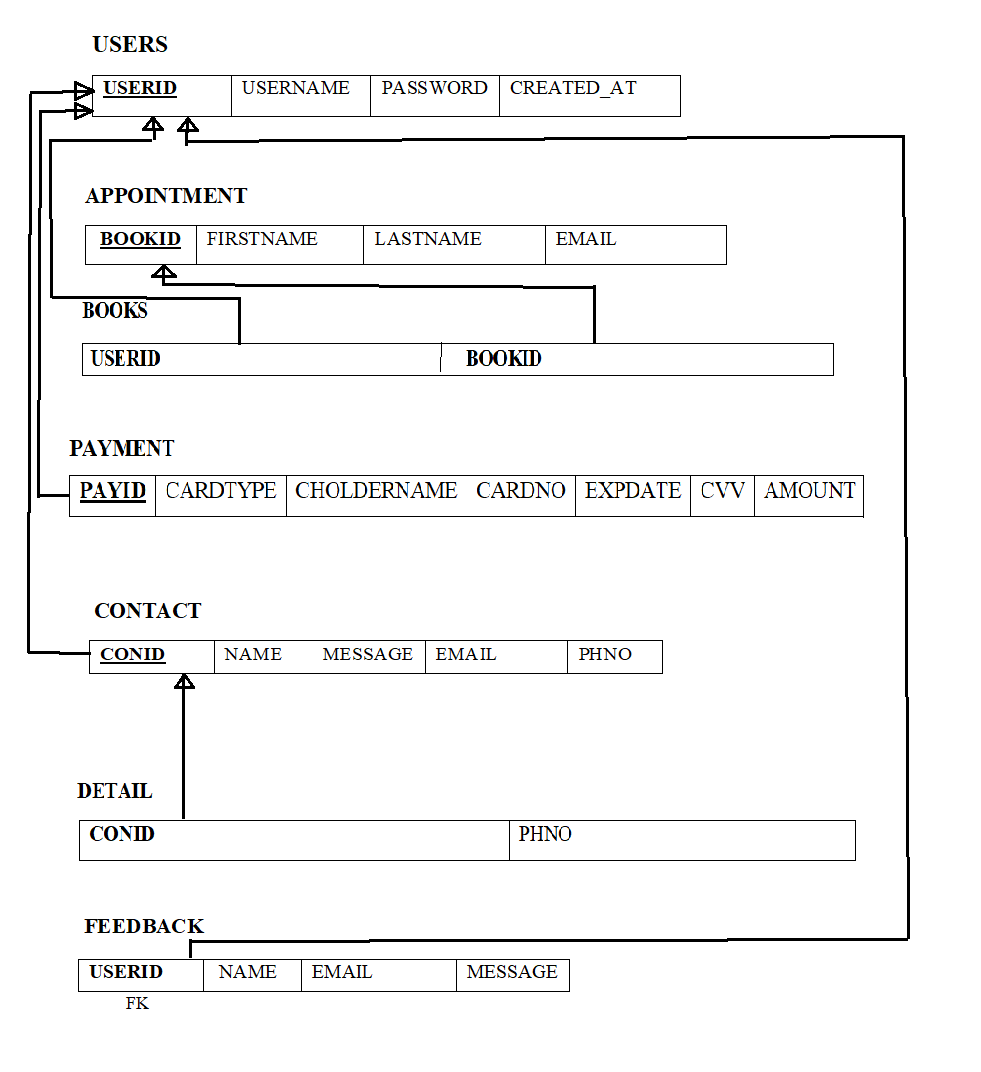 USERS
USERID USERNAME PASSWORD CREATED_AT
APPOINTMENT
BOOKID FIRSTNAME LASTNAME EMAIL
BOOKS
USERID BOOKID
PAYMENT
PAYID CARDTYPE CHOLDERNAME CARDNO EXPDATE CVV AMOUNT
CONTACT
CONID NAME MESSAGE EMAIL PHNO
DETAIL
CONID PHNO
FEEDBACK
USERID NAME EMAIL MESSAGE
FK